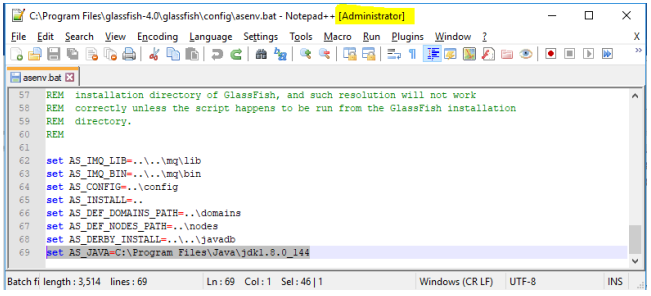 C:\Program Files\glassfish-4.0\glassfish\config\asenv.bat - Notepad++ [Administrator]
File Edit Search View Encoding Language Settings Tools Macro Run Plugins Window ? X
asenv.bat
57 REM installation directory of GlassFish, and such resolution will not work
58 REM correctly unless the script happens to be run from the GlassFish installation
59 REM directory.
60 REM
61
62 set AS_IMQ_LIB=..\..\mq\lib
63 set AS_IMQ_BIN=..\..\mq\bin
64 set AS_CONFIG=..\config
65 set AS_INSTALL=..
66 set AS_DEF_DOMAINS_PATH=..\domains
67 set AS_DEF_NODES_PATH=..\nodes
68 set AS_DERBY_INSTALL=..\..\javadb
69 set AS_JAVA=C:\Program Files\Java\jdk1.8.0_144
Batch fi length : 3,514 lines : 69 Ln : 69 Col : 1 Sel : 46 | 1 Windows (CR LF) UTF-8 INS